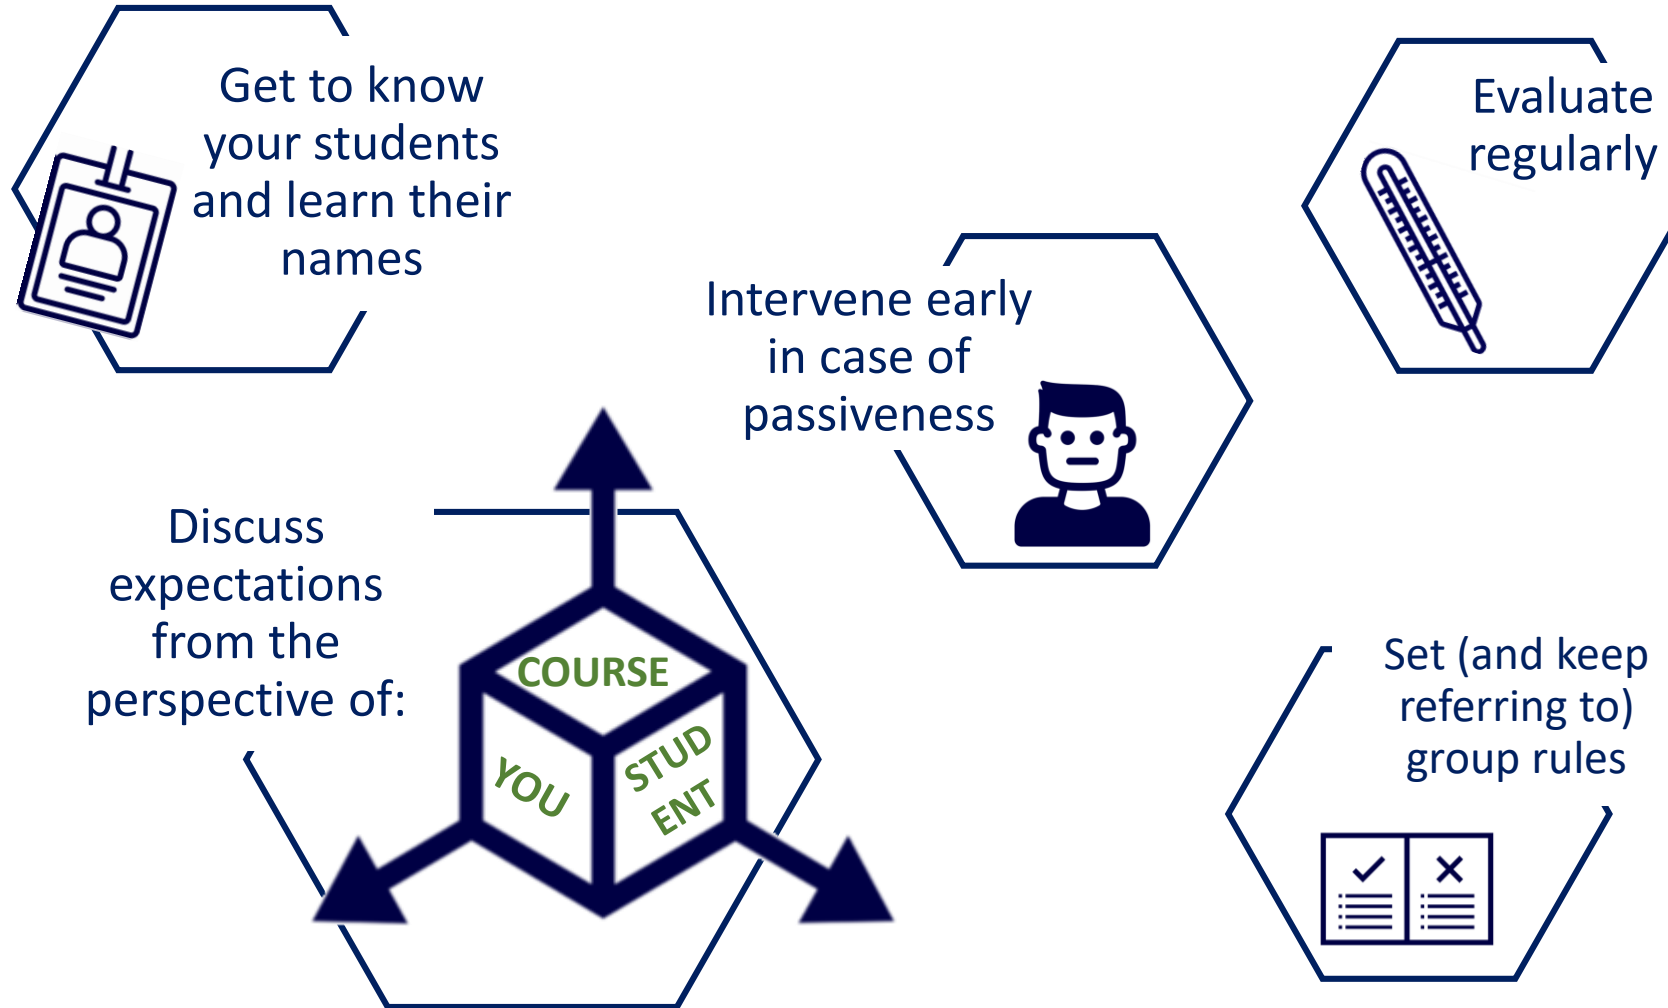 Get to know
your students
and learn their
names
Evaluate
regularly
Intervene early
in case of
passiveness
Discuss
expectations
from the
perspective of:
COURSE
YOU
STUD
ENT
Set (and keep
referring to)
group rules